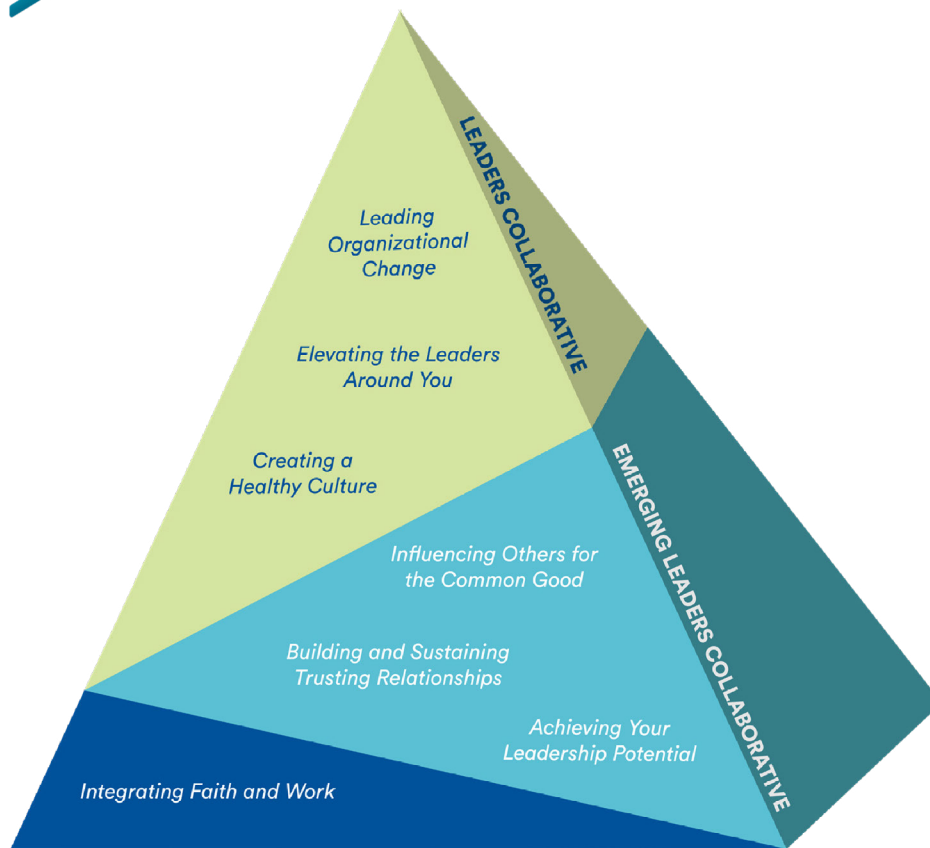 LEADERS COLLABORATIVE
Leading
Organizational
Change
Elevating the Leaders
Around You
Creating a
Healthy Culture
EMERGING LEADERS COLLABORATIVE
Influencing Others for
the Common Good
Building and Sustaining
Trusting Relationships
Achieving Your
Leadership Potential
Integrating Faith and Work